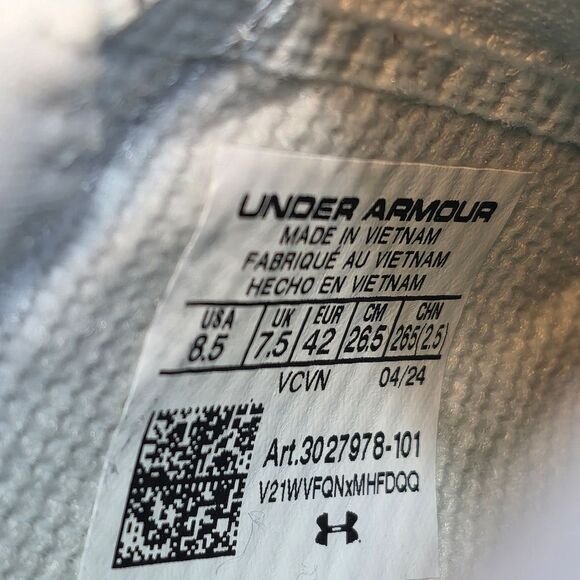 UNDER ARMOUR
MADE IN VIETNAM
FABRIQUÉ AU VIETNAM
HECHO EN VIETNAM
USA UK EUR CM CHN
8.5 7.5 42 26.5 265(2.5)
VCVN 04/24
Art.3027978-101
V21WVFQNxMHFDQQ